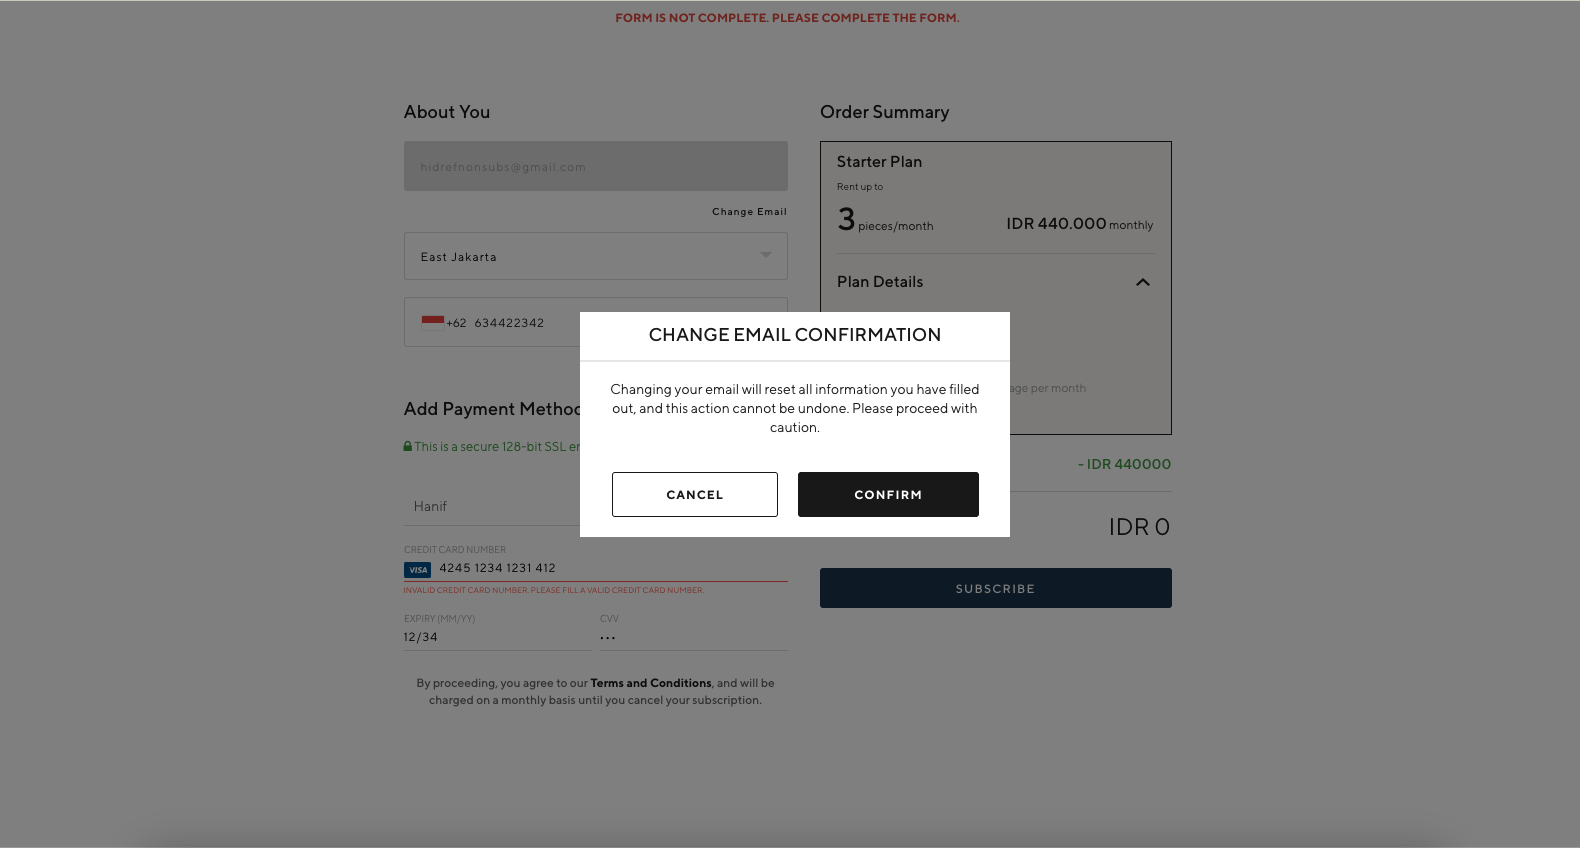 FORM IS NOT COMPLETE. PLEASE COMPLETE THE FORM.
About You
hidrefnonsubs@gmail.com
Change Email
East Jakarta
+62 634422342
Add Payment Method
This is a secure 128-bit SSL en
Hanif
CREDIT CARD NUMBER
VISA 4245 1234 1231 412
INVALID CREDIT CARD NUMBER. PLEASE FILL A VALID CREDIT CARD NUMBER.
EXPIRY (MM/YY) CVV
12/34 •••
By proceeding, you agree to our Terms and Conditions, and will be
charged on a monthly basis until you cancel your subscription.
Order Summary
Starter Plan
Rent up to
3 pieces/month IDR 440.000 monthly
Plan Details
age per month
- IDR 440000
IDR 0
SUBSCRIBE
CHANGE EMAIL CONFIRMATION
Changing your email will reset all information you have filled
out, and this action cannot be undone. Please proceed with
caution.
CANCEL CONFIRM